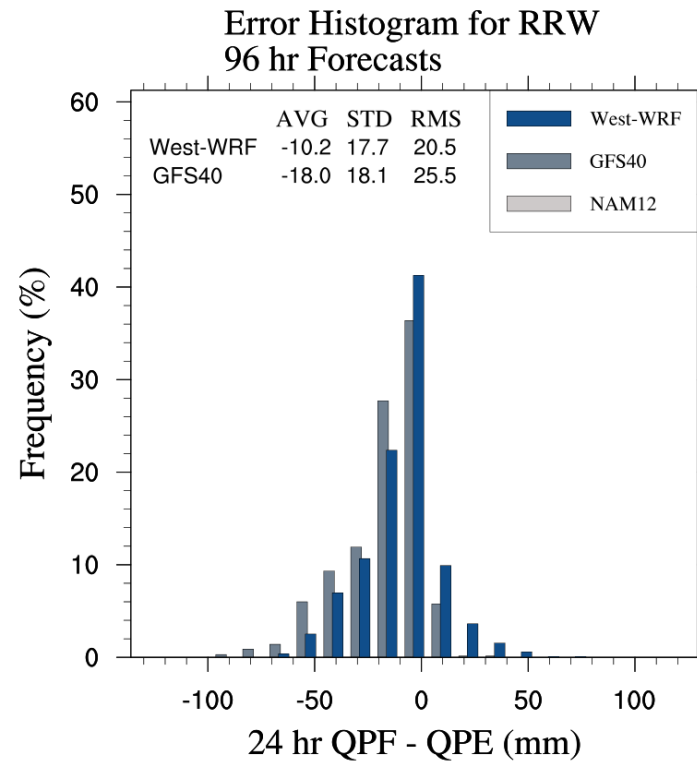 Error Histogram for RRW
96 hr Forecasts
AVG STD RMS
West-WRF -10.2 17.7 20.5
GFS40 -18.0 18.1 25.5
West-WRF
GFS40
NAM12
Frequency (%)
60
50
40
30
20
10
0
-100 -50 0 50 100
24 hr QPF - QPE (mm)